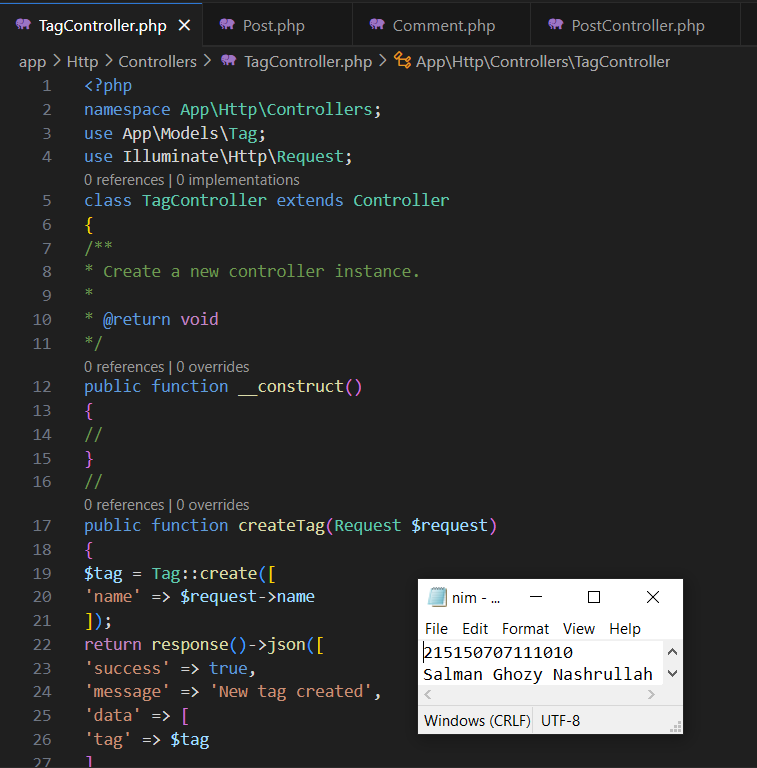 TagController.php × Post.php Comment.php PostController.php
app > Http > Controllers > TagController.php > App\Http\Controllers\TagController
1 <?php
2 namespace App\Http\Controllers;
3 use App\Models\Tag;
4 use Illuminate\Http\Request;
0 references | 0 implementations
5 class TagController extends Controller
6 {
7 /**
8 * Create a new controller instance.
9 *
10 * @return void
11 */
0 references | 0 overrides
12 public function __construct()
13 {
14 //
15 }
16 //
0 references | 0 overrides
17 public function createTag(Request $request)
18 {
19 $tag = Tag::create([
20 'name' => $request->name
21 ]);
22 return response()->json([
23 'success' => true,
24 'message' => 'New tag created',
25 'data' => [
26 'tag' => $tag
27 ]
nim - ...
File Edit Format View Help
215150707111010
Salman Ghozy Nashrullah
Windows (CRLF) UTF-8